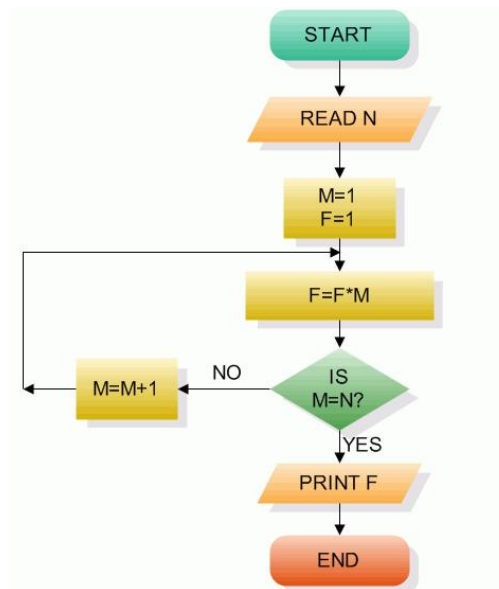 START
READ N
M=1
F=1
F=F*M
IS
M=N?
NO
M=M+1
YES
PRINT F
END